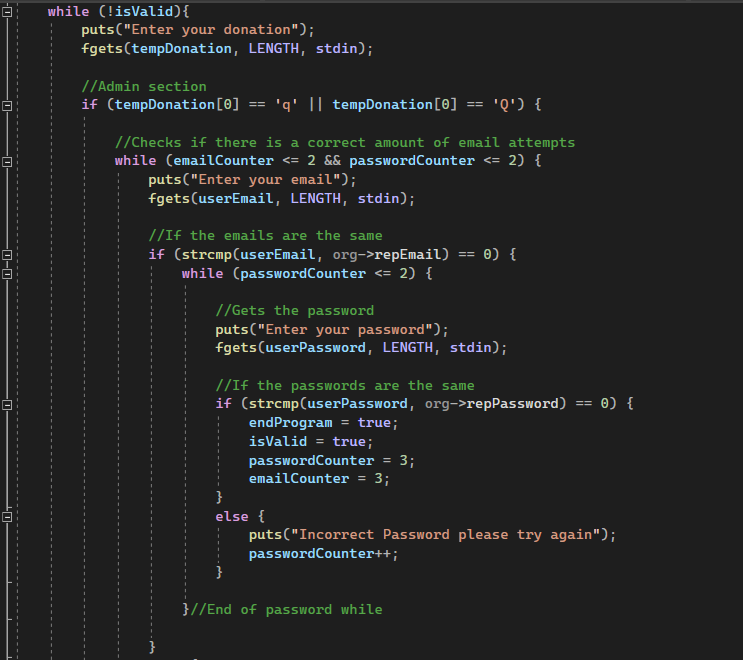 while (!isValid){
puts("Enter your donation");
fgets(tempDonation, LENGTH, stdin);
//Admin section
if (tempDonation[0] == 'q' || tempDonation[0] == 'Q') {
//Checks if there is a correct amount of email attempts
while (emailCounter <= 2 && passwordCounter <= 2) {
puts("Enter your email");
fgets(userEmail, LENGTH, stdin);
//If the emails are the same
if (strcmp(userEmail, org->repEmail) == 0) {
while (passwordCounter <= 2) {
//Gets the password
puts("Enter your password");
fgets(userPassword, LENGTH, stdin);
//If the passwords are the same
if (strcmp(userPassword, org->repPassword) == 0) {
endProgram = true;
isValid = true;
passwordCounter = 3;
emailCounter = 3;
}
else {
puts("Incorrect Password please try again");
passwordCounter++;
}
}//End of password while
}